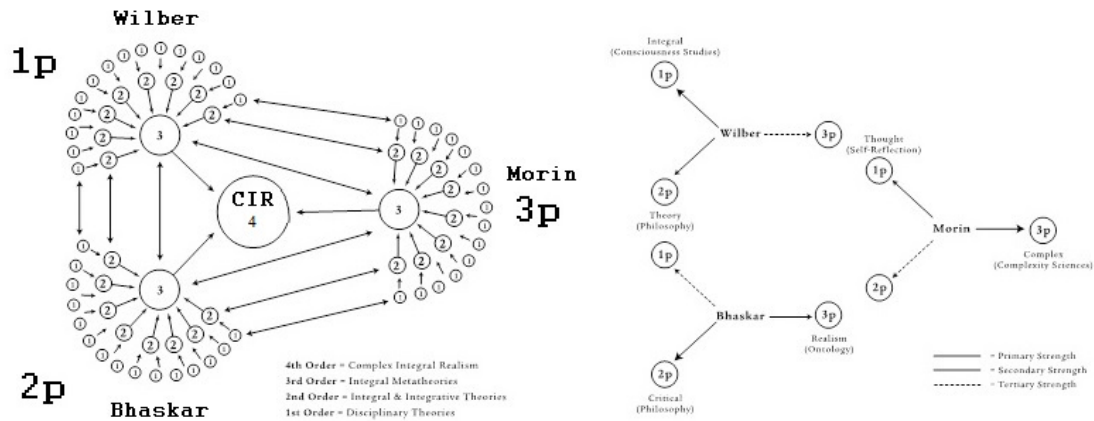 Wilber
1p
3
CIR
4
3
Morin
3p
3
2p
Bhaskar
4th Order = Complex Integral Realism
3rd Order = Integral Metatheories
2nd Order = Integral & Integrative Theories
1st Order = Disciplinary Theories
Integral
(Consciousness Studies)
1p
Wilber
3p
2p
Theory
(Philosophy)
Thought
(Self-Reflection)
1p
Morin
3p
Complex
(Complexity Sciences)
2p
1p
Bhaskar
3p
Realism
(Ontology)
2p
Critical
(Philosophy)
= Primary Strength
= Secondary Strength
= Tertiary Strength